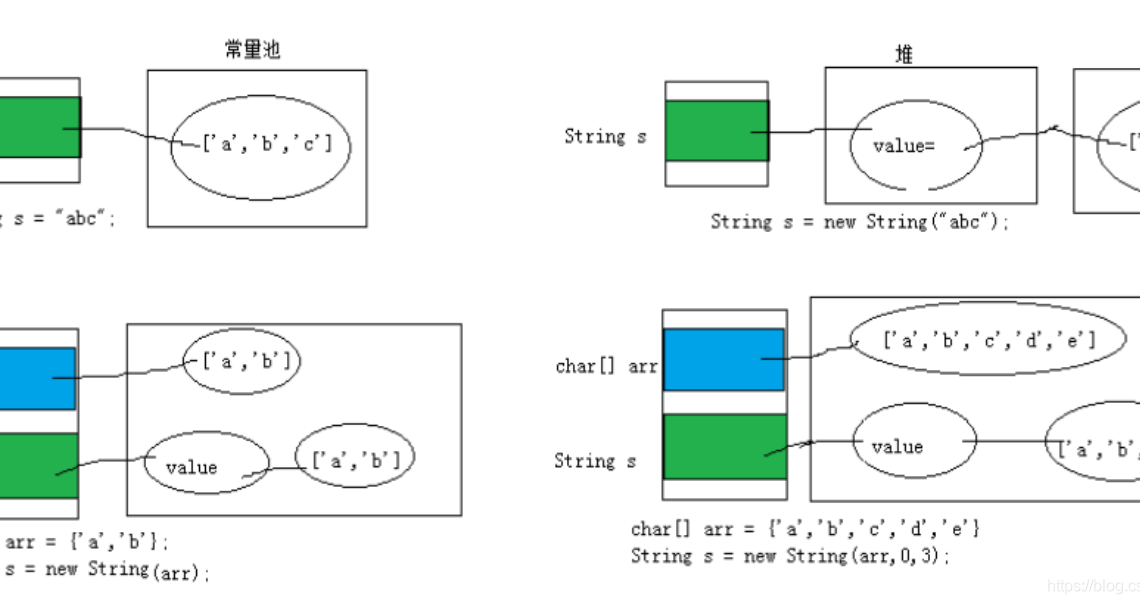 常量池
['a','b','c']
g s = "abc";
堆
String s
value=
['
String s = new String("abc");
['a','b']
value
['a','b']
arr = {'a','b'};
s = new String(arr);
char[] arr
['a','b','c','d','e']
String s
value
['a','b',
char[] arr = {'a','b','c','d','e'}
String s = new String(arr,0,3);
https://blog.cs